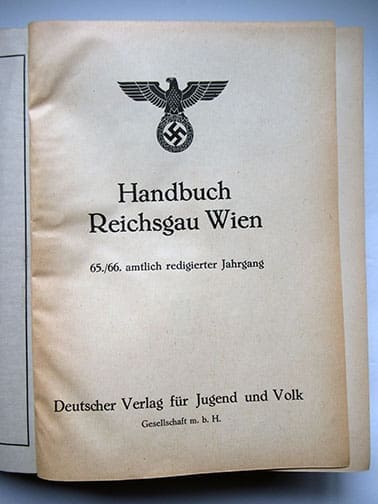 Handbuch
Reichsgau Wien
65./66. amtlich redigierter Jahrgang
Deutscher Verlag für Jugend und Volk
Gesellschaft m. b. H.